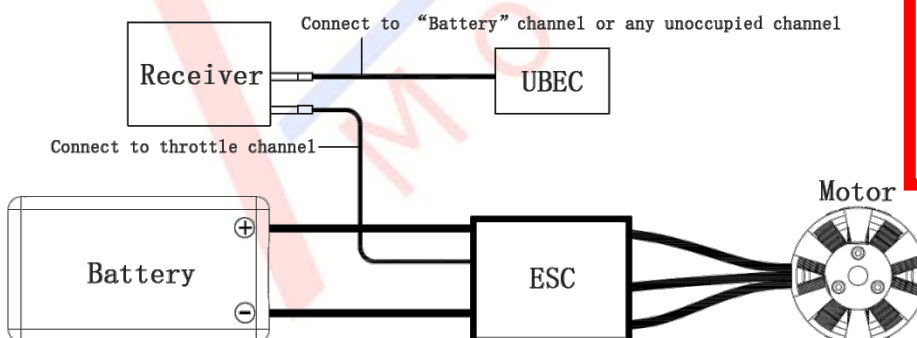 Connect to “Battery” channel or any unoccupied channel
Receiver
UBEC
Connect to throttle channel
Motor
+
Battery
ESC
−
M O